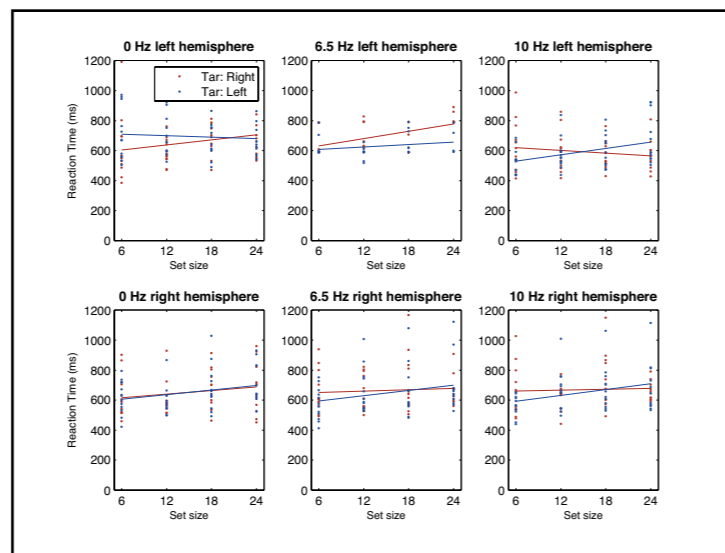 0 Hz left hemisphere
6.5 Hz left hemisphere
10 Hz left hemisphere
1200
1000
800
600
400
200
0
Reaction Time (ms)
Tar: Right
Tar: Left
6 12 18 24
Set size
1200
1000
800
600
400
200
0
6 12 18 24
Set size
1200
1000
800
600
400
200
0
6 12 18 24
Set size
0 Hz right hemisphere
6.5 Hz right hemisphere
10 Hz right hemisphere
1200
1000
800
600
400
200
0
Reaction Time (ms)
6 12 18 24
Set size
1200
1000
800
600
400
200
0
6 12 18 24
Set size
1200
1000
800
600
400
200
0
6 12 18 24
Set size